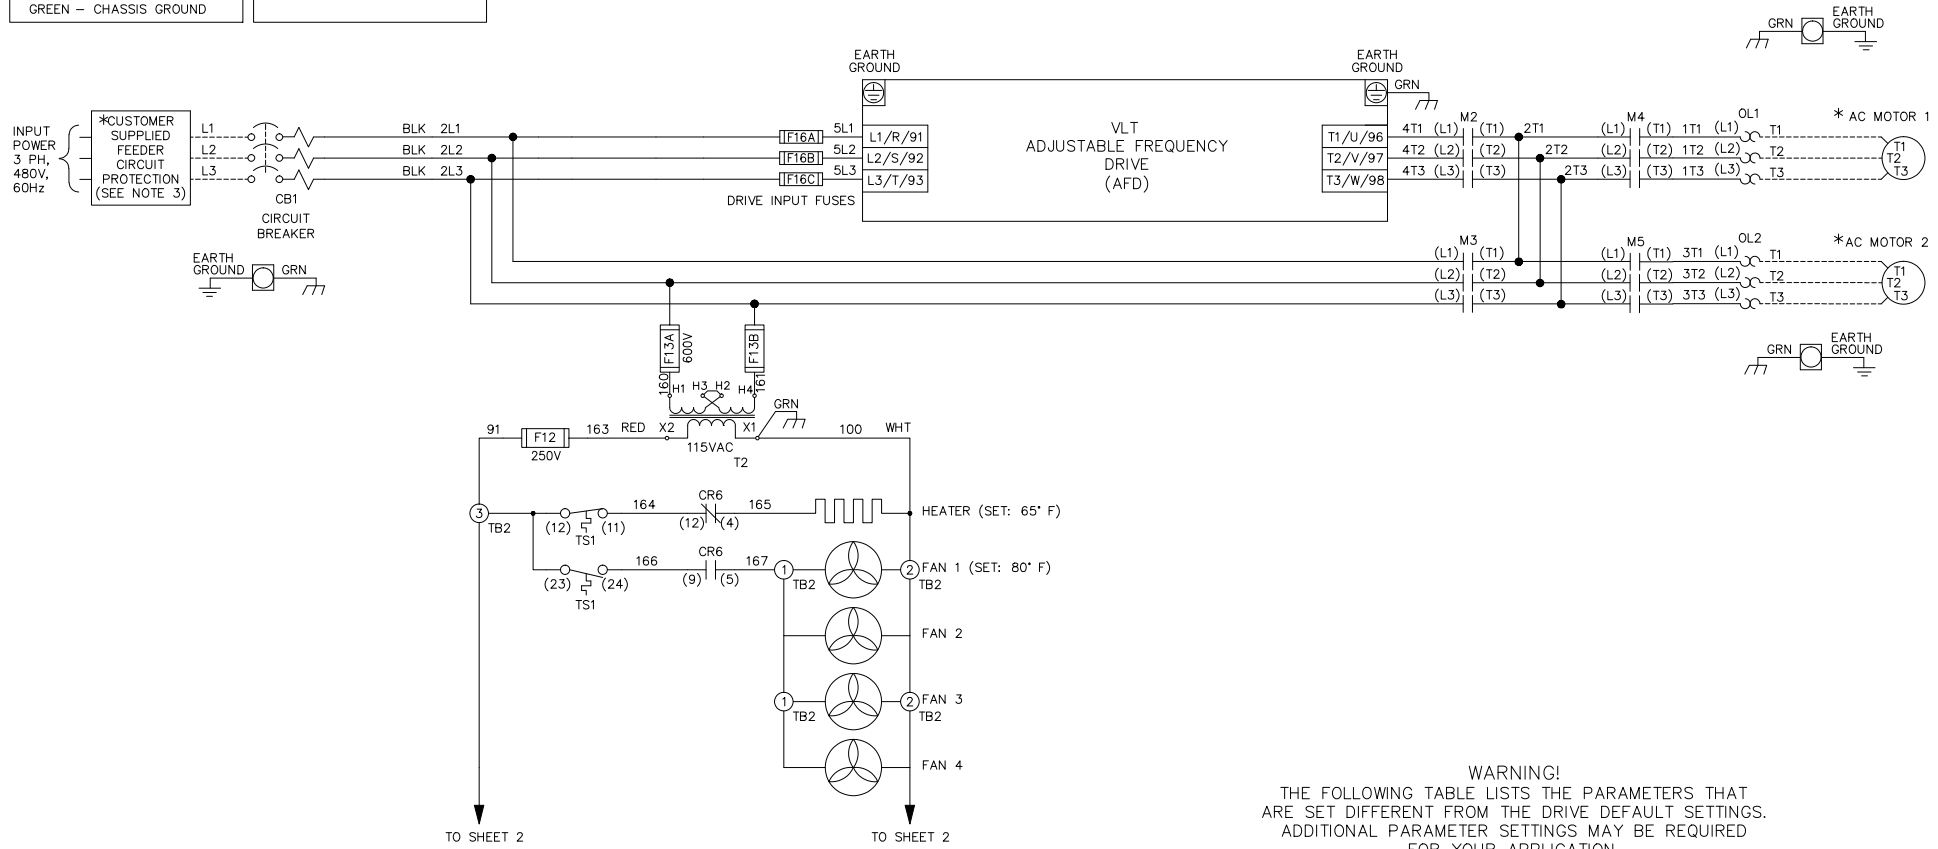 GREEN – CHASSIS GROUND
GRN
EARTH
GROUND
EARTH
GROUND
EARTH
GROUND
GRN
INPUT
POWER
3 PH,
480V,
60Hz
*CUSTOMER
SUPPLIED
FEEDER
CIRCUIT
PROTECTION
(SEE NOTE 3)
L1
L2
L3
CB1
CIRCUIT
BREAKER
BLK 2L1
BLK 2L2
BLK 2L3
F16A 5L1
F16B 5L2
F16C 5L3
DRIVE INPUT FUSES
L1/R/91
L2/S/92
L3/T/93
VLT
ADJUSTABLE FREQUENCY
DRIVE
(AFD)
T1/U/96
T2/V/97
T3/W/98
M2
M4
OL1
* AC MOTOR 1
4T1 (L1) (T1) 2T1 (L1) (T1) 1T1 (L1) T1
4T2 (L2) (T2) 2T2 (L2) (T2) 1T2 (L2) T2
4T3 (L3) (T3) 2T3 (L3) (T3) 1T3 (L3) T3
T1
T2
T3
M3
M5
OL2
*AC MOTOR 2
(L1) (T1) (L1) (T1) 3T1 (L1) T1
(L2) (T2) (L2) (T2) 3T2 (L2) T2
(L3) (T3) (L3) (T3) 3T3 (L3) T3
T1
T2
T3
EARTH
GROUND
GRN
GRN
EARTH
GROUND
F13A
600V
F13B
160
161
H1 H3 H2 H4
GRN
91
F12
250V
163 RED X2
X1
100 WHT
115VAC
T2
3
TB2
(12) (11)
TS1
164
CR6
(12) (4)
165
HEATER (SET: 65° F)
(23) (24)
TS1
166
CR6
(9) (5)
167
1
TB2
2
TB2
FAN 1 (SET: 80° F)
FAN 2
1
TB2
2
TB2
FAN 3
FAN 4
TO SHEET 2
TO SHEET 2
WARNING!
THE FOLLOWING TABLE LISTS THE PARAMETERS THAT
ARE SET DIFFERENT FROM THE DRIVE DEFAULT SETTINGS.
ADDITIONAL PARAMETER SETTINGS MAY BE REQUIRED
FOR YOUR APPLICATION